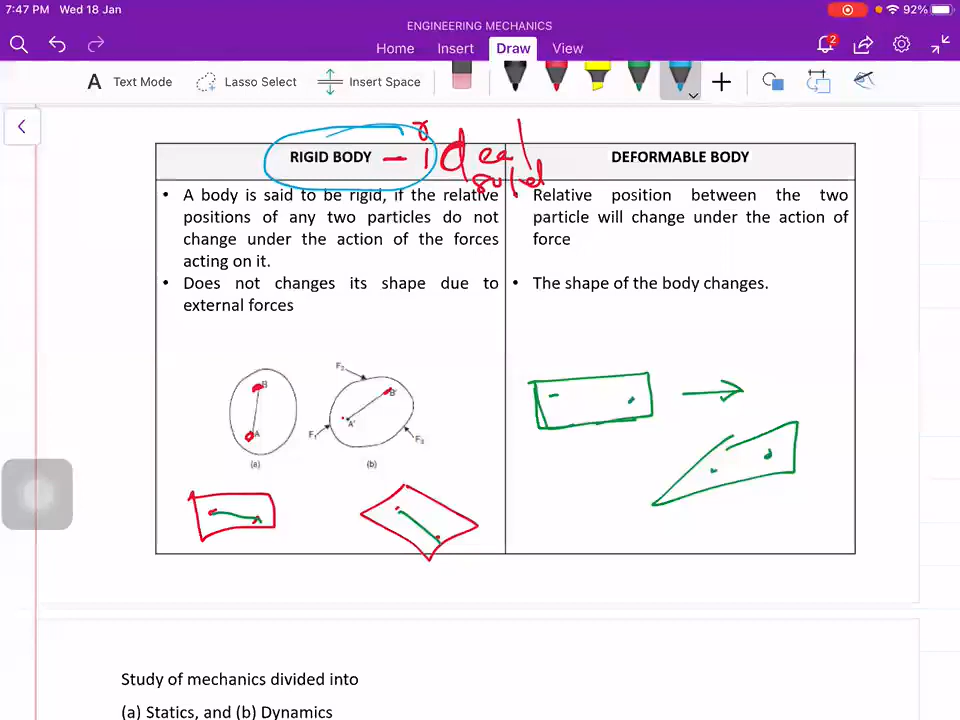 7:47 PM Wed 18 Jan
92%
ENGINEERING MECHANICS
Home Insert Draw View
2
A Text Mode Lasso Select Insert Space
RIGID BODY – ideal
solid
DEFORMABLE BODY
• A body is said to be rigid, if the relative
positions of any two particles do not
change under the action of the forces
acting on it.
• Does not changes its shape due to
external forces
Relative position between the two
particle will change under the action of
force
• The shape of the body changes.
B
A
(a)
F2
B'
A'
F1
F3
(b)
Study of mechanics divided into
(a) Statics, and (b) Dynamics